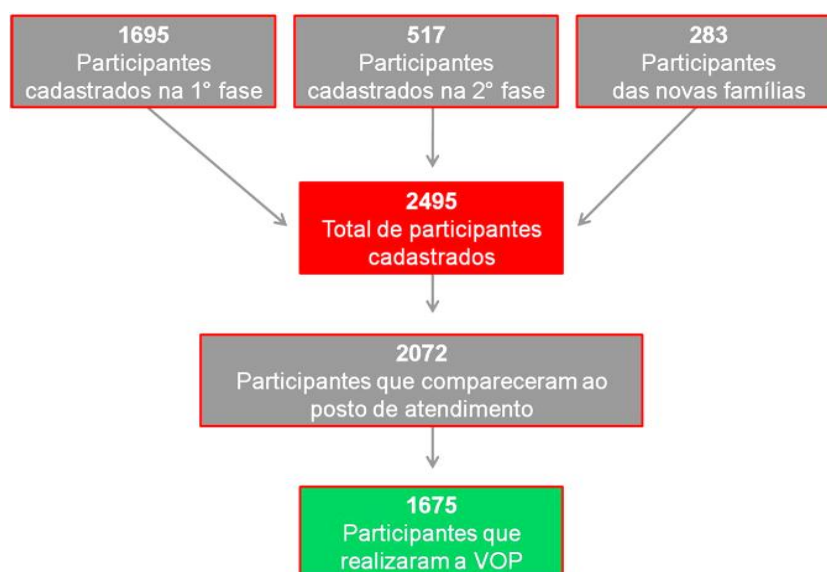 1695
Participantes
cadastrados na 1° fase
517
Participantes
cadastrados na 2° fase
283
Participantes
das novas famílias
2495
Total de participantes
cadastrados
2072
Participantes que compareceram ao
posto de atendimento
1675
Participantes que
realizaram a VOP